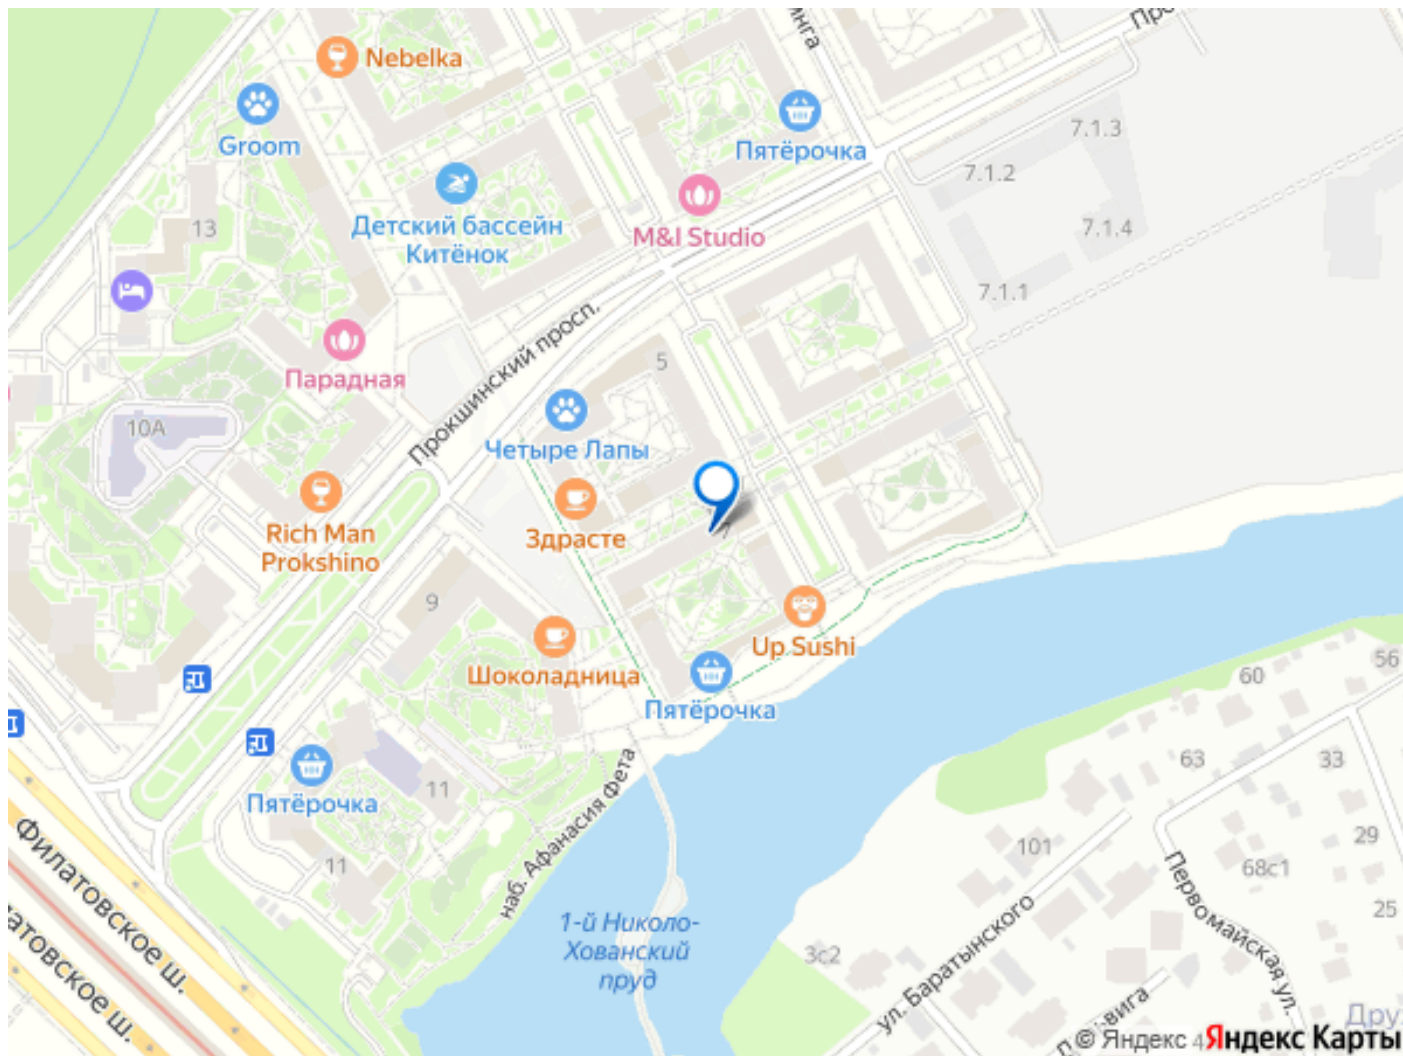 Nebelka
Groom
Пятёрочка
7.1.3
7.1.2
7.1.4
7.1.1
13
Детский бассейн
Китёнок
M&I Studio
Прокшинский просп.
Парадная
5
10А
Четыре Лапы
Rich Man
Prokshino
Здрасте
7
9
Up Sushi
Шоколадница
Пятёрочка
Пятёрочка
11
11
наб. Афанасия Фета
Филатовское ш.
атовское ш.
1-й Николо-
Хованский
пруд
56
60
63
33
29
101
68с1
25
3с2
Первомайская ул.
ул. Баратынского
© Яндекс
Яндекс Карты